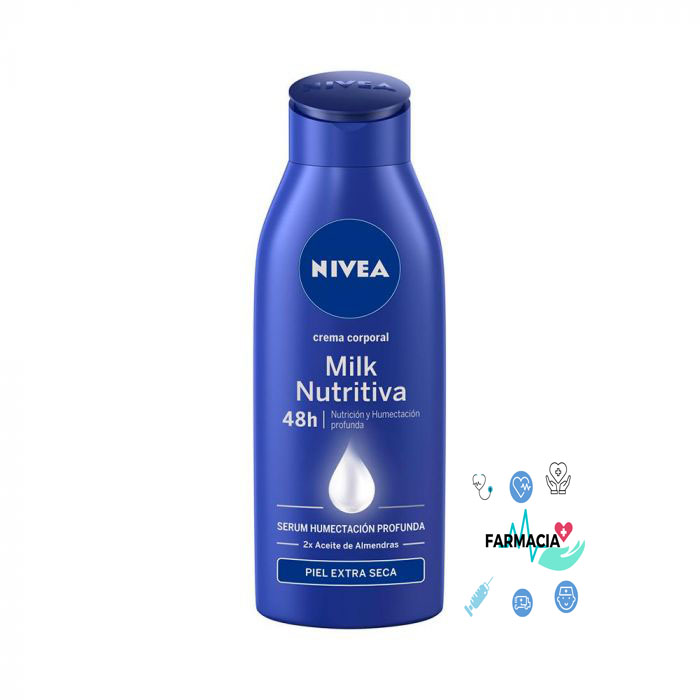 NIVEA
NIVEA
crema corporal
Milk
Nutritiva
48h | Nutrición y Humectación
profunda
SERUM HUMECTACIÓN PROFUNDA
2x Aceite de Almendras
PIEL EXTRA SECA
FARMACIA